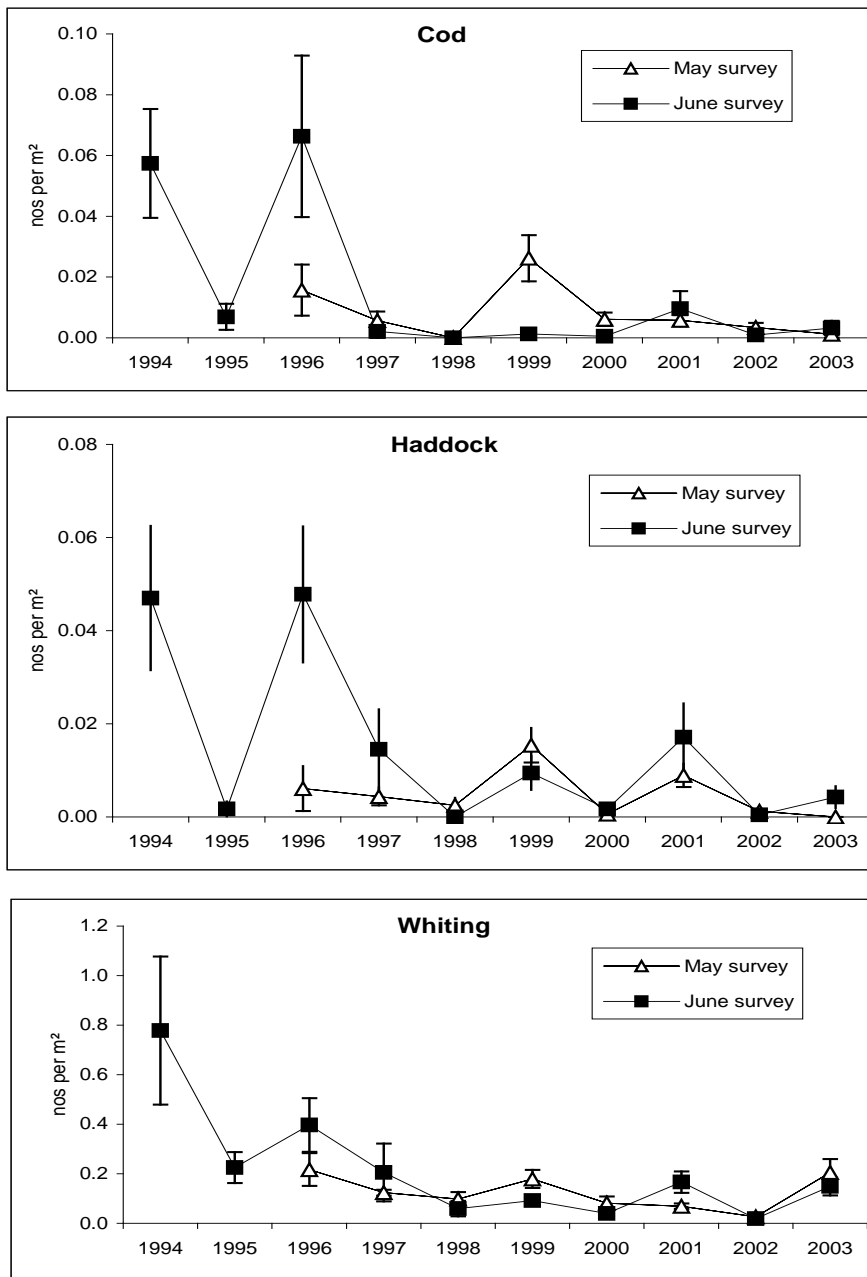 Cod
May survey
June survey
nos per m²
0.10
0.08
0.06
0.04
0.02
0.00
1994 1995 1996 1997 1998 1999 2000 2001 2002 2003
Haddock
May survey
June survey
nos per m²
0.08
0.06
0.04
0.02
0.00
1994 1995 1996 1997 1998 1999 2000 2001 2002 2003
Whiting
May survey
June survey
nos per m²
1.2
1.0
0.8
0.6
0.4
0.2
0.0
1994 1995 1996 1997 1998 1999 2000 2001 2002 2003